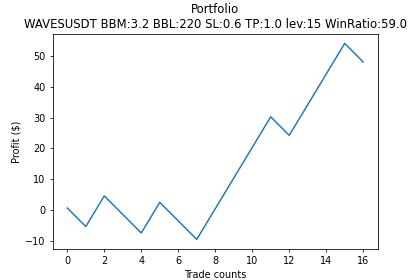 Portfolio
WAVESUSDT BBM:3.2 BBL:220 SL:0.6 TP:1.0 lev:15 WinRatio:59.0
50
40
30
20
10
0
−10
Profit ($)
0 2 4 6 8 10 12 14 16
Trade counts